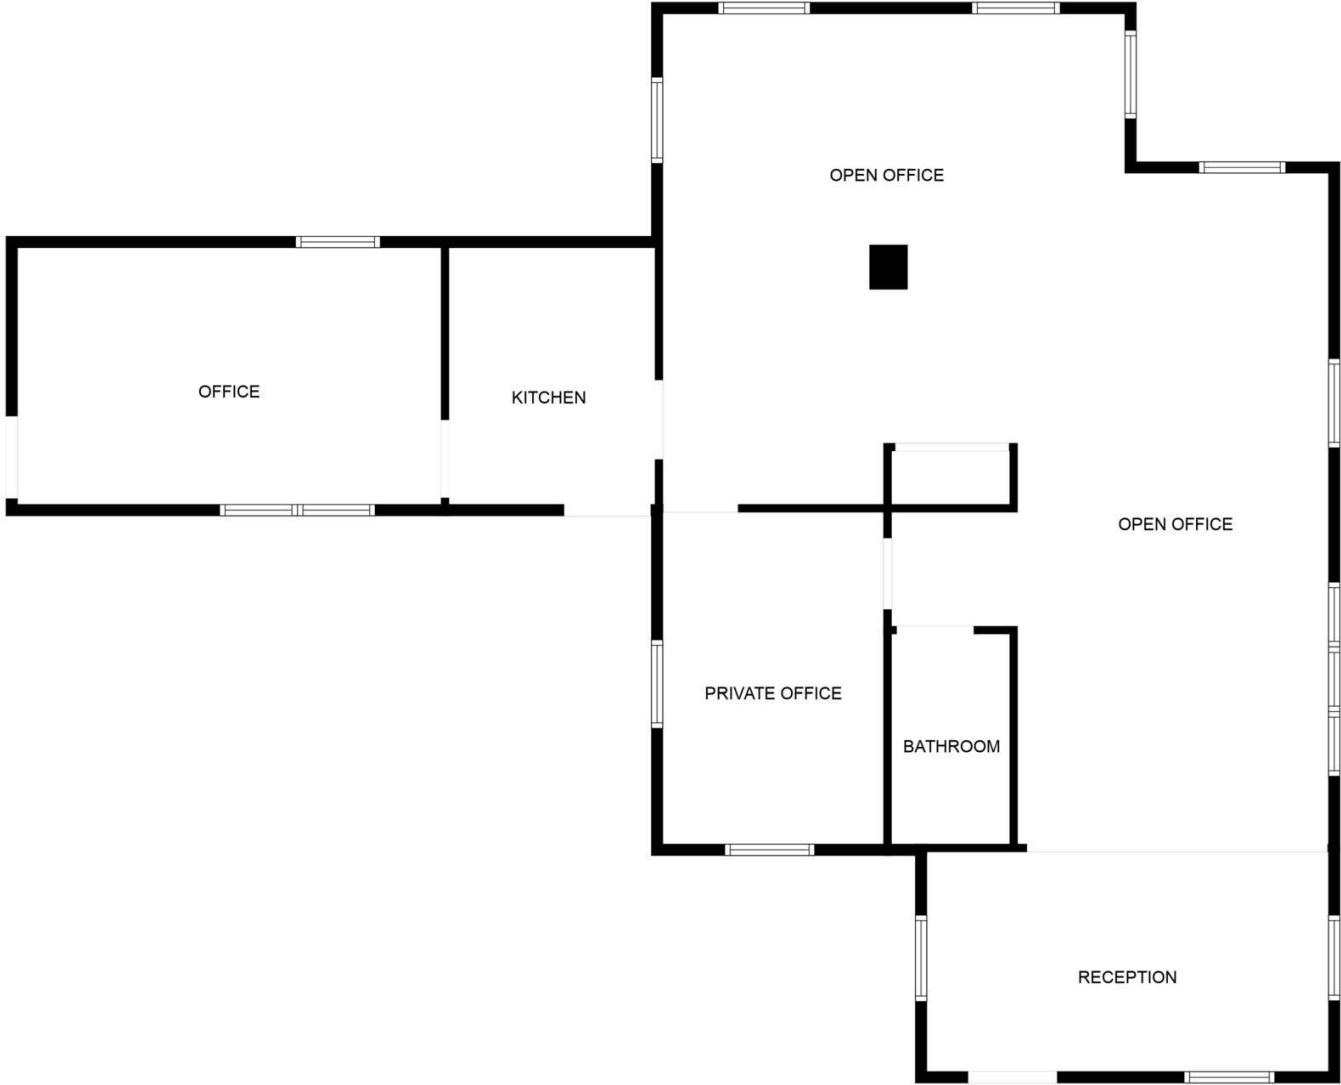 OPEN OFFICE
OFFICE
KITCHEN
OPEN OFFICE
PRIVATE OFFICE
BATHROOM
RECEPTION